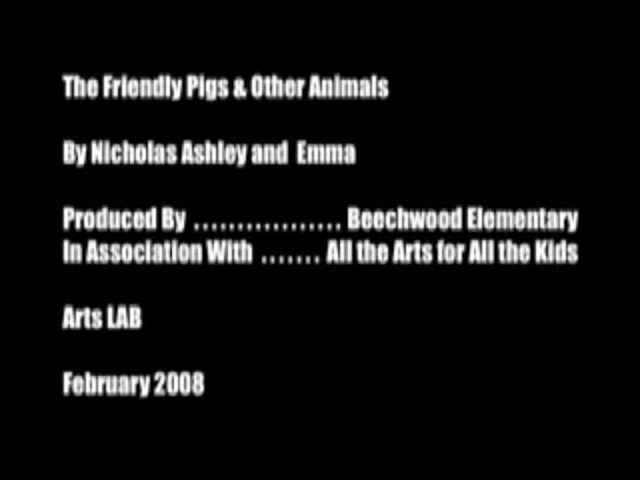 The Friendly Pigs & Other Animals
By Nicholas Ashley and Emma
Produced By ................. Beechwood Elementary
In Association With ....... All the Arts for All the Kids
Arts LAB
February 2008